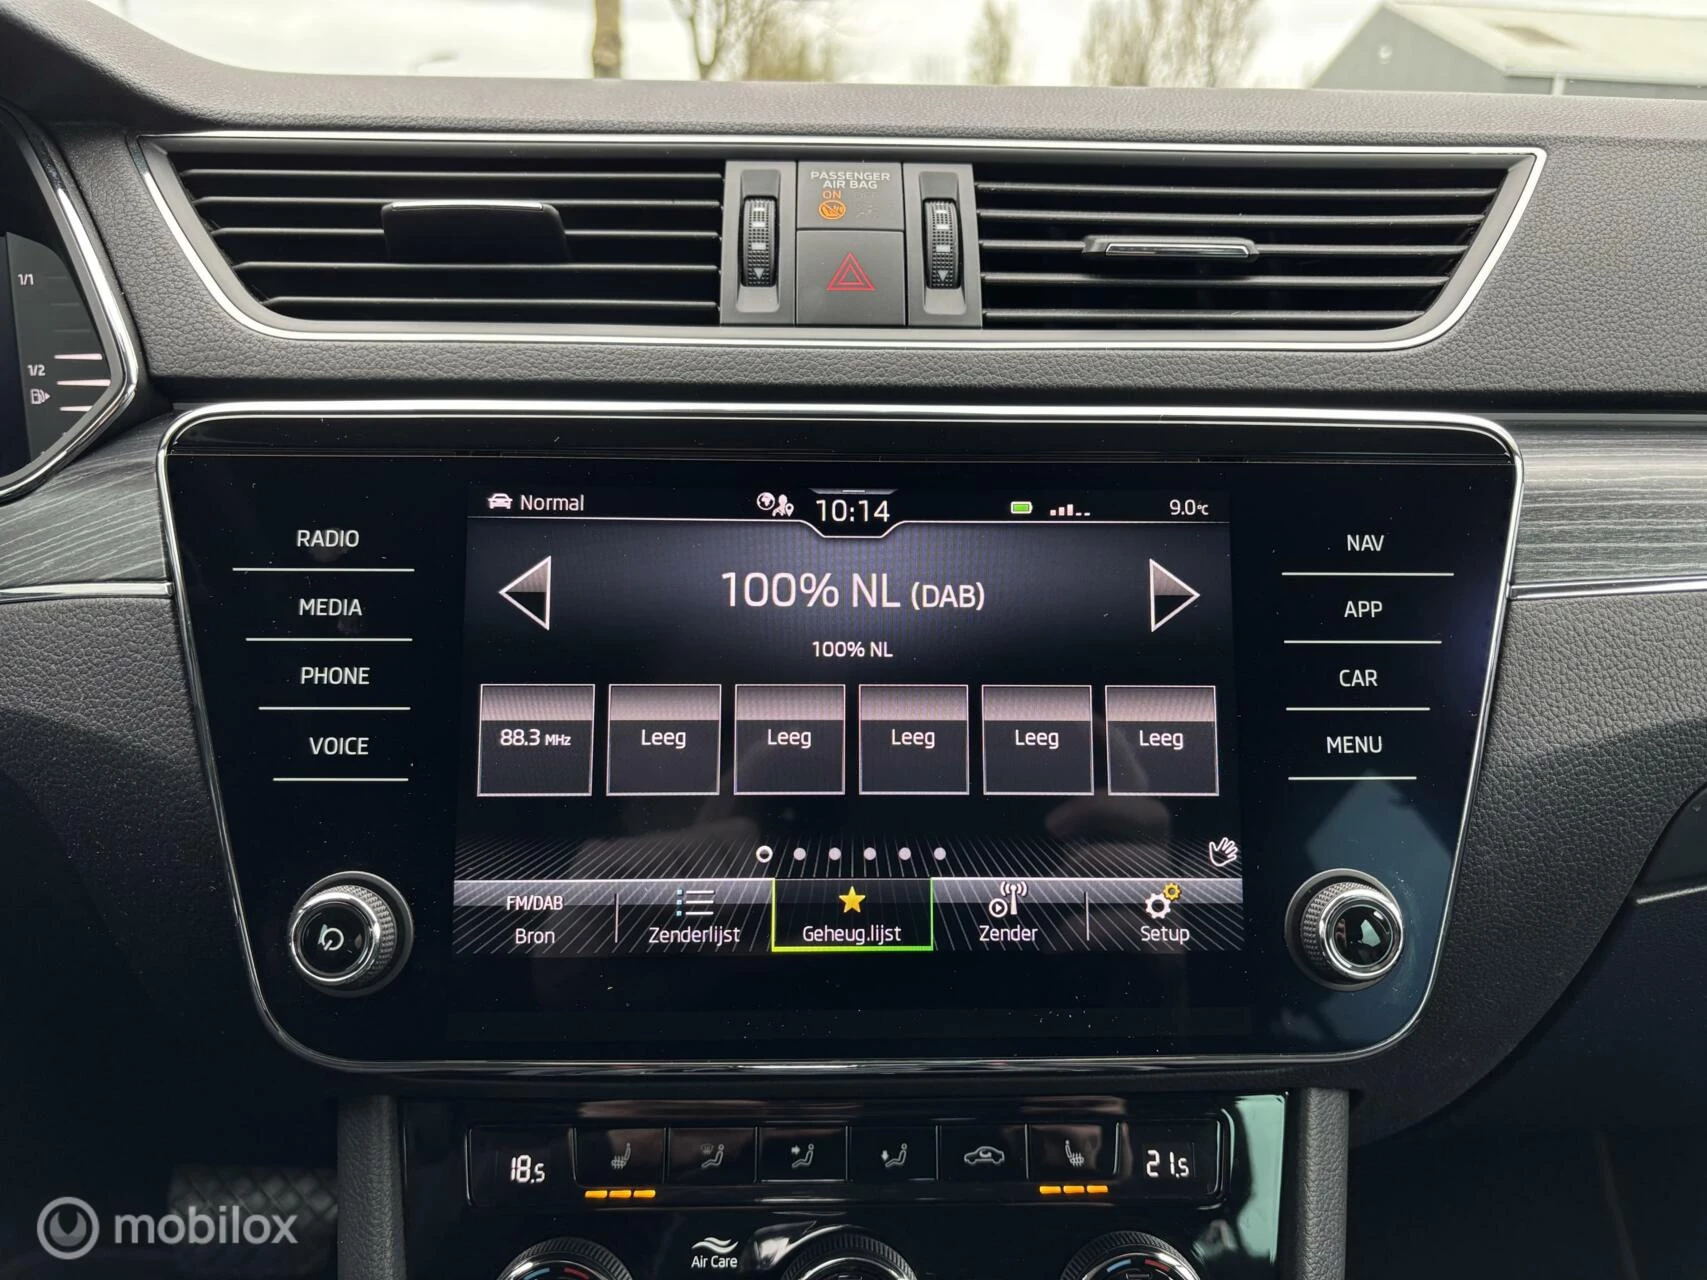 PASSENGER
AIR BAG
ON
1/1
1/2
Normal
10:14
9.0°C
RADIO
MEDIA
PHONE
VOICE
100% NL (DAB)
100% NL
88.3 MHz
Leeg
Leeg
Leeg
Leeg
Leeg
FM/DAB
Bron
Zenderlijst
Geheug.lijst
Zender
Setup
NAV
APP
CAR
MENU
18.5
21.5
Air Care
mobilox